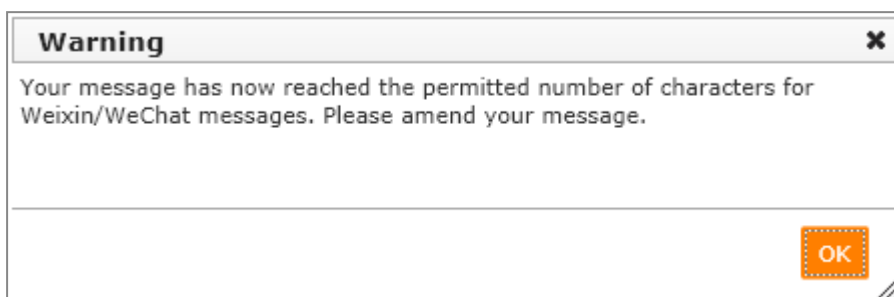 Warning
Your message has now reached the permitted number of characters for
Weixin/WeChat messages. Please amend your message.
OK